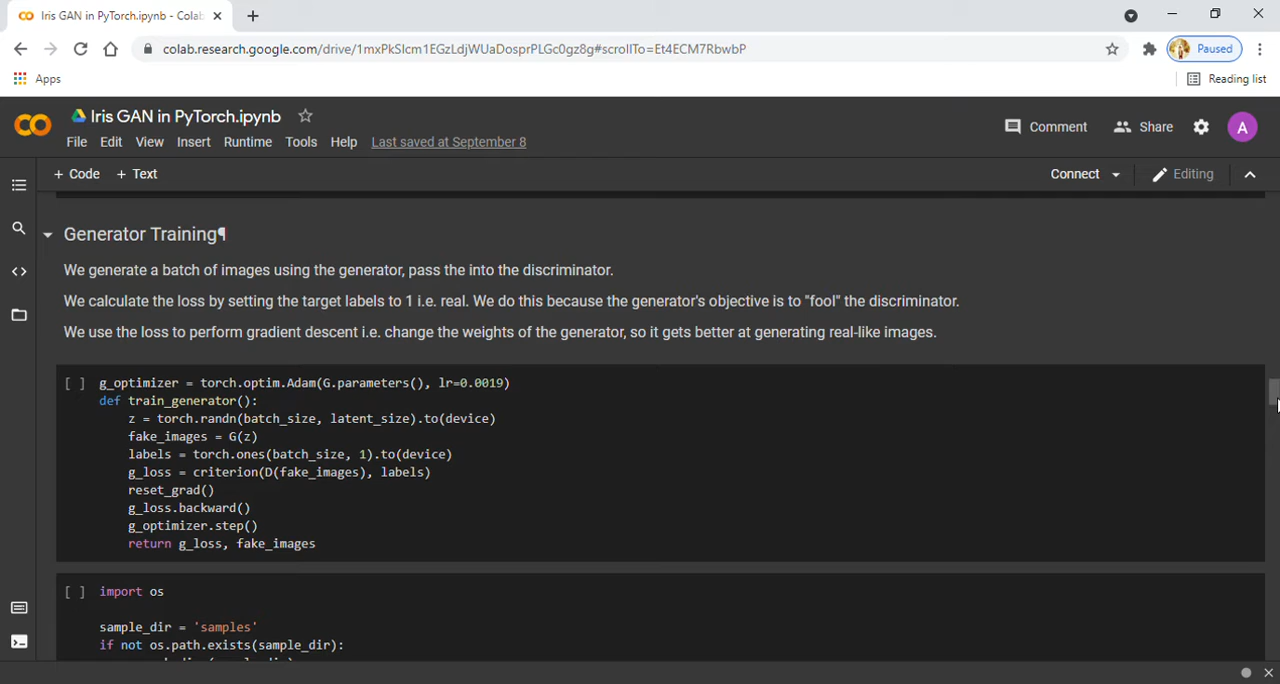 Iris GAN in PyTorch.ipynb - Colab
Paused
colab.research.google.com/drive/1mxPkSIcm1EGzLdjWUaDosprPLGc0gz8g#scrollTo=Et4ECM7RbwbP
Apps
Reading list
Iris GAN in PyTorch.ipynb
Comment
Share
A
File Edit View Insert Runtime Tools Help Last saved at September 8
+ Code + Text
Connect
Editing
Generator Training¶
We generate a batch of images using the generator, pass the into the discriminator.
We calculate the loss by setting the target labels to 1 i.e. real. We do this because the generator's objective is to "fool" the discriminator.
We use the loss to perform gradient descent i.e. change the weights of the generator, so it gets better at generating real-like images.
[ ] g_optimizer = torch.optim.Adam(G.parameters(), lr=0.0019)
def train_generator():
z = torch.randn(batch_size, latent_size).to(device)
fake_images = G(z)
labels = torch.ones(batch_size, 1).to(device)
g_loss = criterion(D(fake_images), labels)
reset_grad()
g_loss.backward()
g_optimizer.step()
return g_loss, fake_images
[ ] import os
sample_dir = 'samples'
if not os.path.exists(sample_dir):